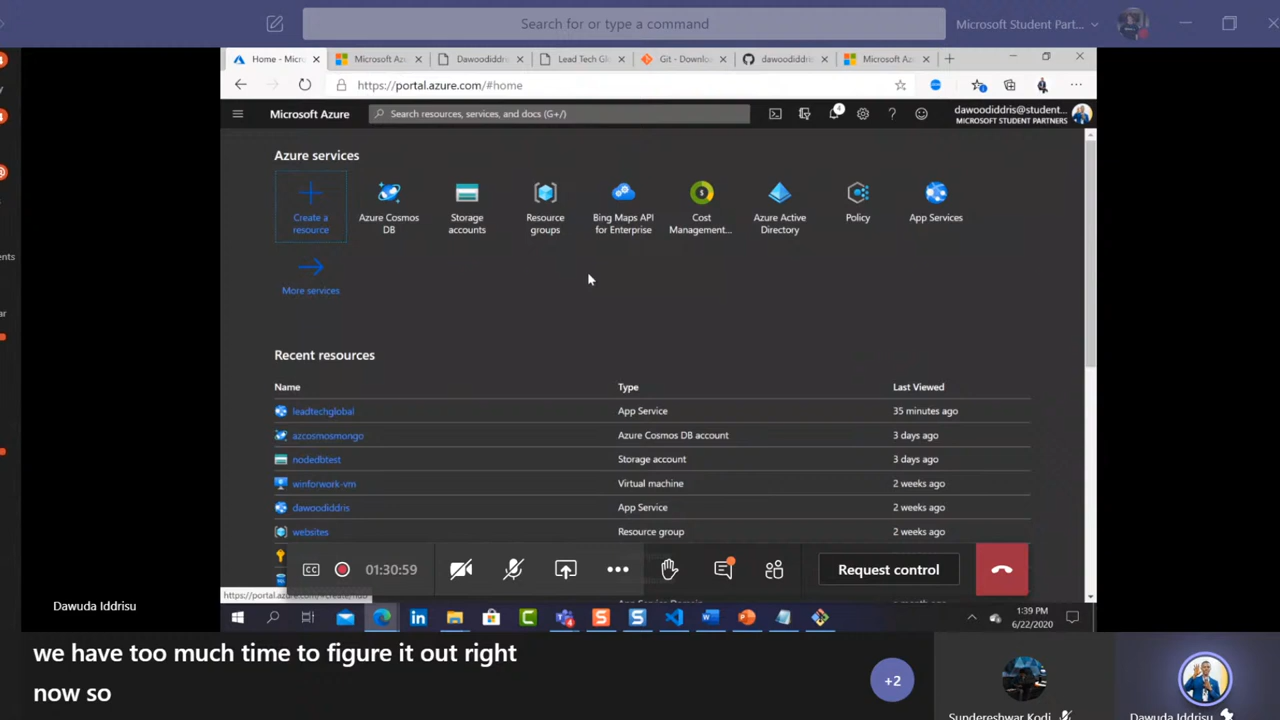 Search for or type a command
Microsoft Student Part...
Home - Micro
Microsoft Az
Dawoodiddri
Lead Tech Gl
Git - Downlo
dawoodiddri
Microsoft Az
https://portal.azure.com/#home
Microsoft Azure
Search resources, services, and docs (G+/)
4
dawoodiddris@student...
MICROSOFT STUDENT PARTNERS
Azure services
Create a resource
Azure Cosmos DB
Storage accounts
Resource groups
Bing Maps API for Enterprise
Cost Management...
Azure Active Directory
Policy
App Services
More services
Recent resources
Name Type Last Viewed
leadtechglobal App Service 35 minutes ago
azcosmosmongo Azure Cosmos DB account 3 days ago
nodedbtest Storage account 3 days ago
winforwork-vm Virtual machine 2 weeks ago
dawoodiddris App Service 2 weeks ago
websites Resource group 2 weeks ago
CC
01:30:59
Request control
Dawuda Iddrisu
1:39 PM
6/22/2020
we have too much time to figure it out right
now so
+2
Sundereshwar Kodi
Dawuda Iddrisu